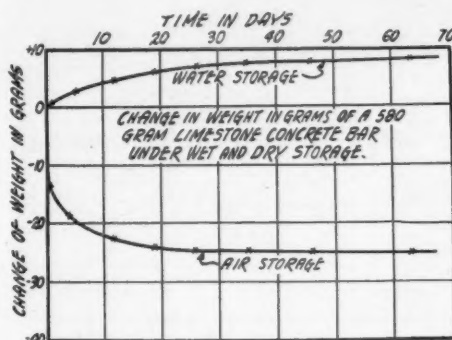 TIME IN DAYS
10 20 30 40 50 60 70
+10
WATER STORAGE
0
CHANGE IN WEIGHT IN GRAMS OF A 580
GRAM LIMESTONE CONCRETE BAR
UNDER WET AND DRY STORAGE.
-10
-20
AIR STORAGE
-30
CHANGE OF WEIGHT IN GRAMS